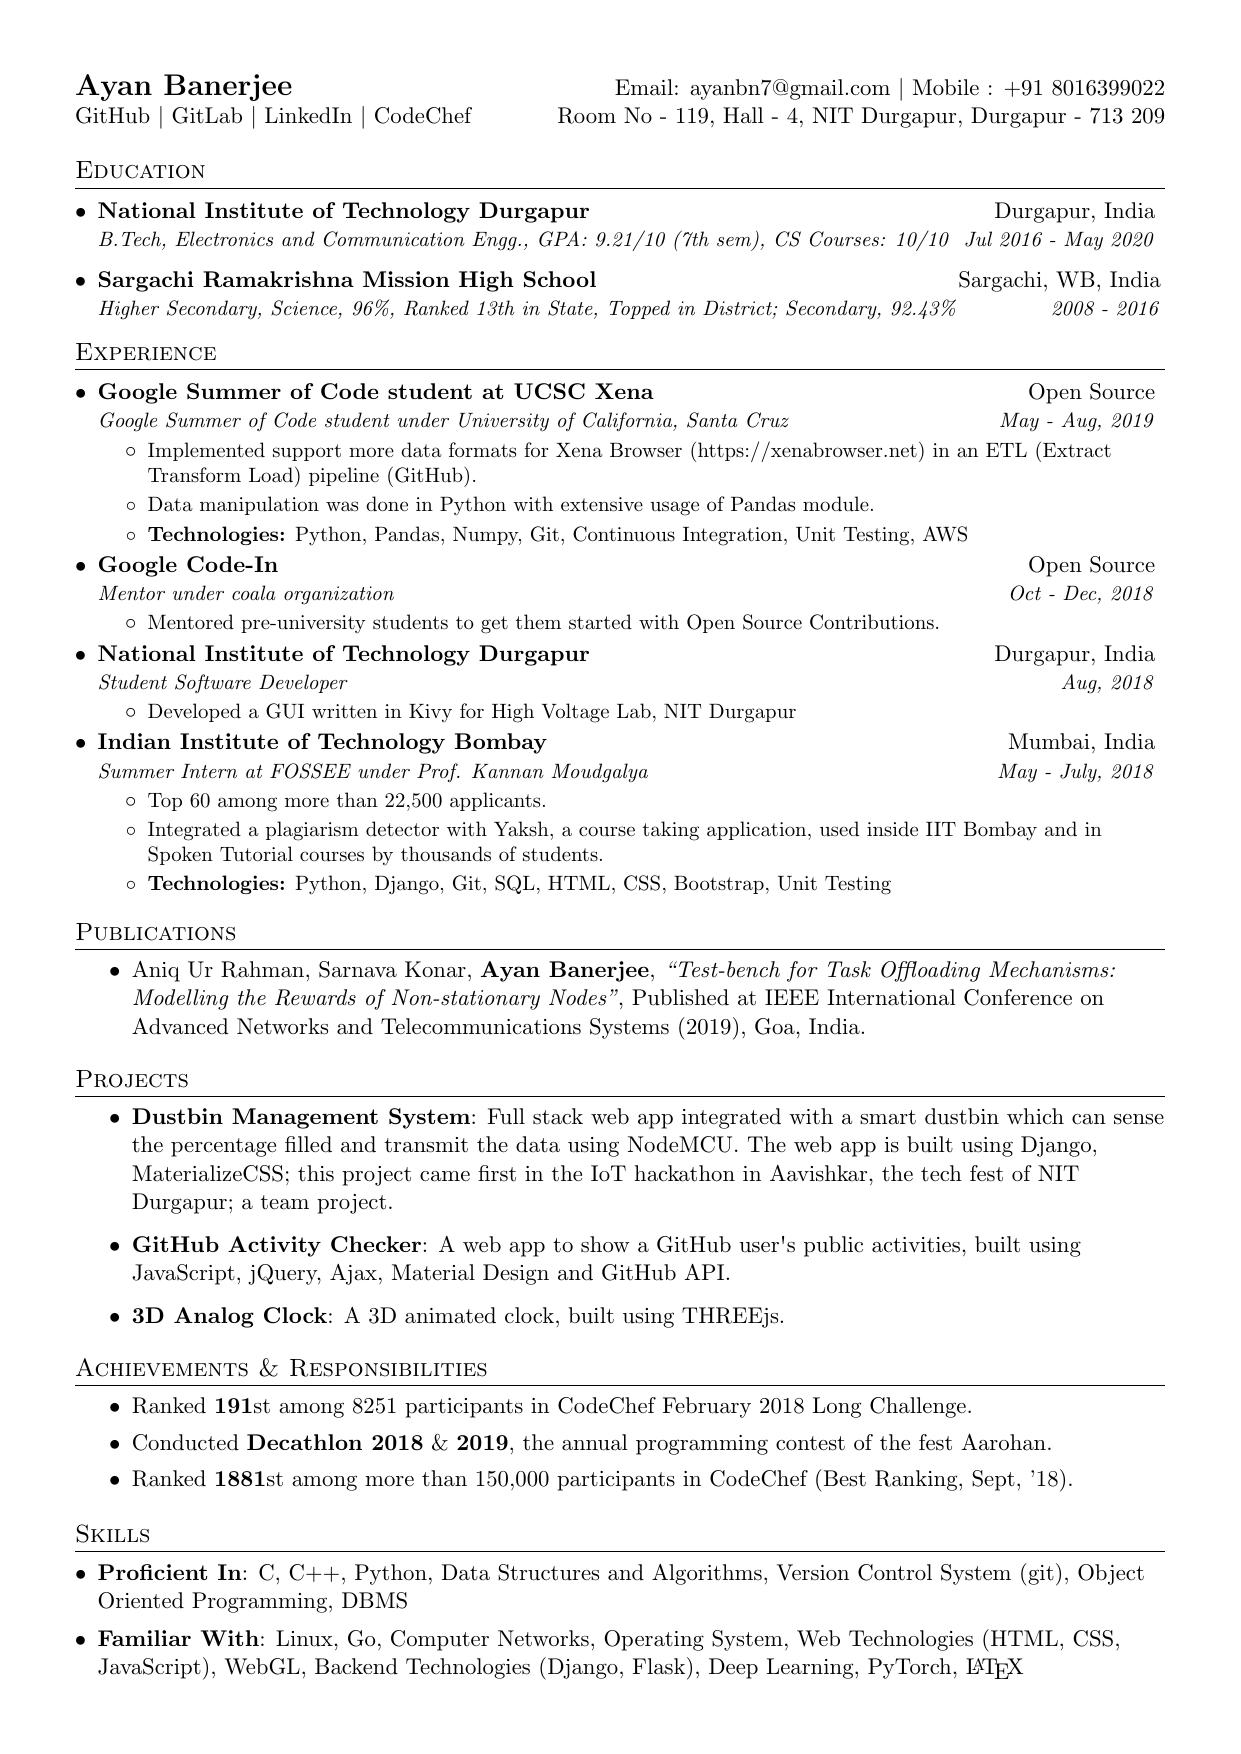 Ayan Banerjee Email: ayanbn7@gmail.com | Mobile : +91 8016399022
GitHub | GitLab | LinkedIn | CodeChef Room No - 119, Hall - 4, NIT Durgapur, Durgapur - 713 209
Education
• National Institute of Technology Durgapur Durgapur, India
B.Tech, Electronics and Communication Engg., GPA: 9.21/10 (7th sem), CS Courses: 10/10 Jul 2016 - May 2020
• Sargachi Ramakrishna Mission High School Sargachi, WB, India
Higher Secondary, Science, 96%, Ranked 13th in State, Topped in District; Secondary, 92.43% 2008 - 2016
Experience
• Google Summer of Code student at UCSC Xena Open Source
Google Summer of Code student under University of California, Santa Cruz May - Aug, 2019
◦ Implemented support more data formats for Xena Browser (https://xenabrowser.net) in an ETL (Extract
Transform Load) pipeline (GitHub).
◦ Data manipulation was done in Python with extensive usage of Pandas module.
◦ Technologies: Python, Pandas, Numpy, Git, Continuous Integration, Unit Testing, AWS
• Google Code-In Open Source
Mentor under coala organization Oct - Dec, 2018
◦ Mentored pre-university students to get them started with Open Source Contributions.
• National Institute of Technology Durgapur Durgapur, India
Student Software Developer Aug, 2018
◦ Developed a GUI written in Kivy for High Voltage Lab, NIT Durgapur
• Indian Institute of Technology Bombay Mumbai, India
Summer Intern at FOSSEE under Prof. Kannan Moudgalya May - July, 2018
◦ Top 60 among more than 22,500 applicants.
◦ Integrated a plagiarism detector with Yaksh, a course taking application, used inside IIT Bombay and in
Spoken Tutorial courses by thousands of students.
◦ Technologies: Python, Django, Git, SQL, HTML, CSS, Bootstrap, Unit Testing
Publications
• Aniq Ur Rahman, Sarnava Konar, Ayan Banerjee, “Test-bench for Task Offloading Mechanisms:
Modelling the Rewards of Non-stationary Nodes”, Published at IEEE International Conference on
Advanced Networks and Telecommunications Systems (2019), Goa, India.
Projects
• Dustbin Management System: Full stack web app integrated with a smart dustbin which can sense
the percentage filled and transmit the data using NodeMCU. The web app is built using Django,
MaterializeCSS; this project came first in the IoT hackathon in Aavishkar, the tech fest of NIT
Durgapur; a team project.
• GitHub Activity Checker: A web app to show a GitHub user's public activities, built using
JavaScript, jQuery, Ajax, Material Design and GitHub API.
• 3D Analog Clock: A 3D animated clock, built using THREEjs.
Achievements & Responsibilities
• Ranked 191st among 8251 participants in CodeChef February 2018 Long Challenge.
• Conducted Decathlon 2018 & 2019, the annual programming contest of the fest Aarohan.
• Ranked 1881st among more than 150,000 participants in CodeChef (Best Ranking, Sept, ’18).
Skills
• Proficient In: C, C++, Python, Data Structures and Algorithms, Version Control System (git), Object
Oriented Programming, DBMS
• Familiar With: Linux, Go, Computer Networks, Operating System, Web Technologies (HTML, CSS,
JavaScript), WebGL, Backend Technologies (Django, Flask), Deep Learning, PyTorch, LATEX